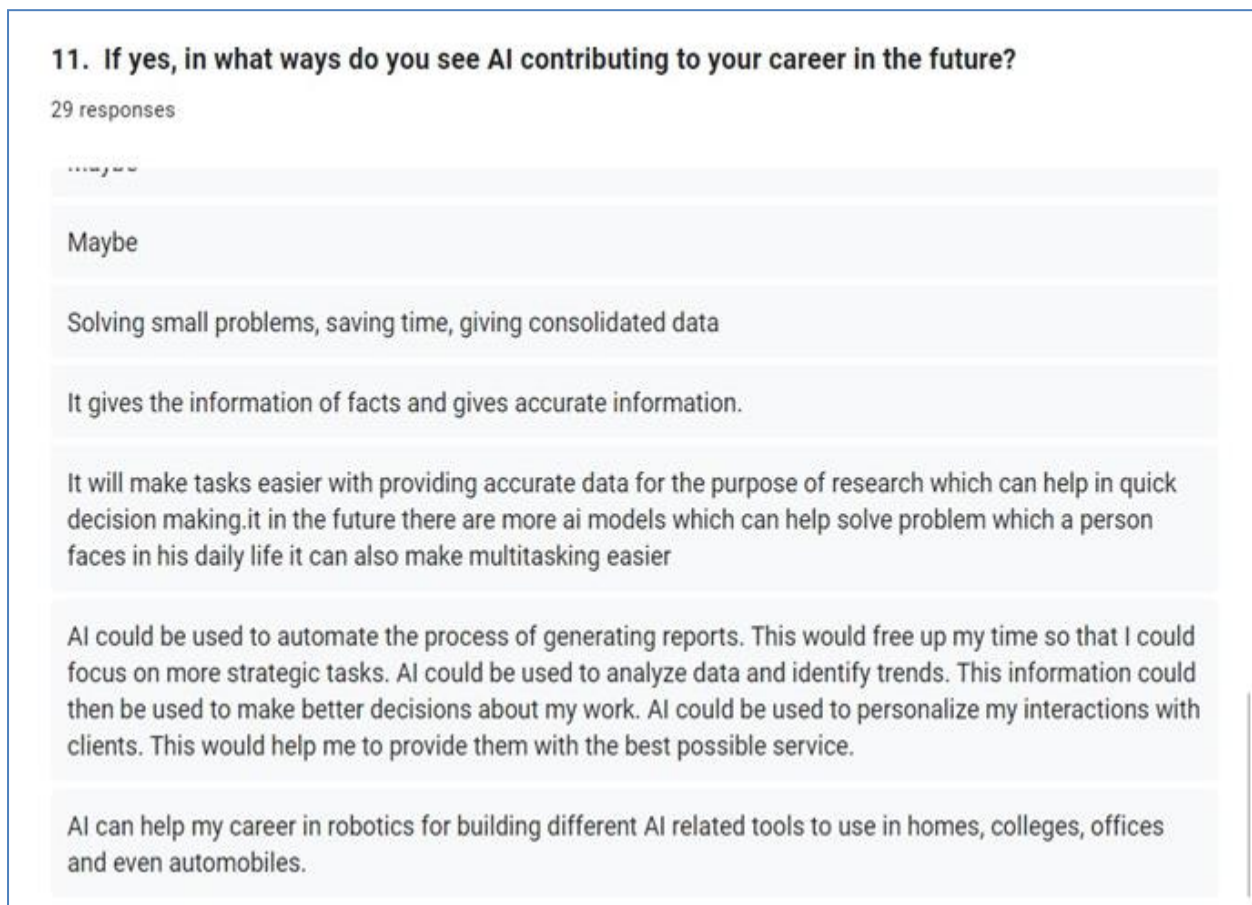 11. If yes, in what ways do you see AI contributing to your career in the future?
29 responses
Maybe
Solving small problems, saving time, giving consolidated data
It gives the information of facts and gives accurate information.
It will make tasks easier with providing accurate data for the purpose of research which can help in quick
decision making.it in the future there are more ai models which can help solve problem which a person
faces in his daily life it can also make multitasking easier
AI could be used to automate the process of generating reports. This would free up my time so that I could
focus on more strategic tasks. AI could be used to analyze data and identify trends. This information could
then be used to make better decisions about my work. AI could be used to personalize my interactions with
clients. This would help me to provide them with the best possible service.
AI can help my career in robotics for building different AI related tools to use in homes, colleges, offices
and even automobiles.